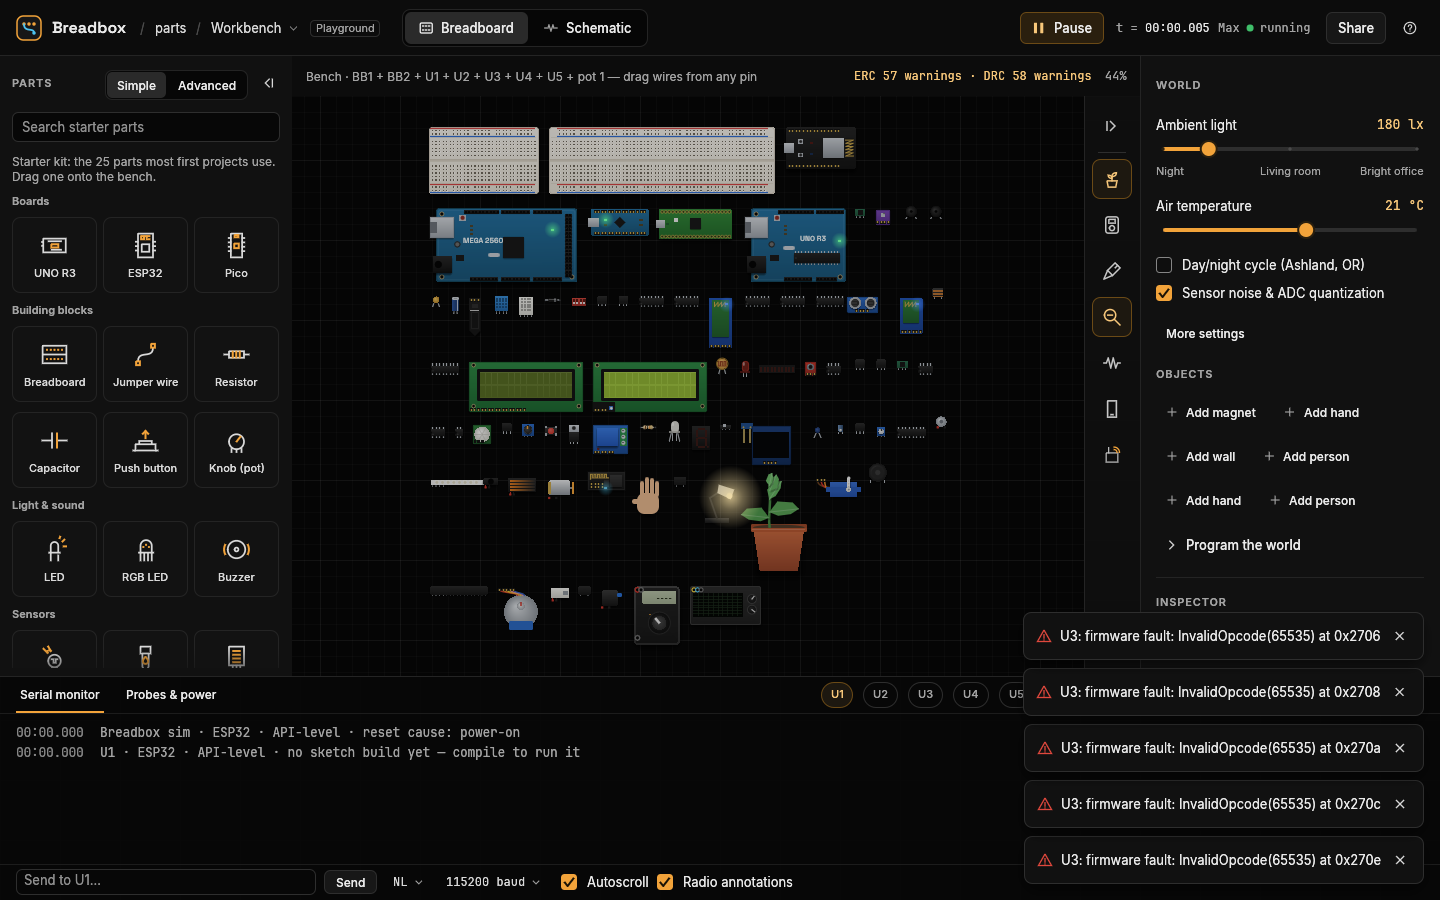 Breadbox / parts / Workbench Playground
Breadboard Schematic
Pause t = 00:00.005 Max running Share
PARTS Simple Advanced
Search starter parts
Starter kit: the 25 parts most first projects use.
Drag one onto the bench.
Boards
UNO R3 ESP32 Pico
Building blocks
Breadboard Jumper wire Resistor
Capacitor Push button Knob (pot)
Light & sound
LED RGB LED Buzzer
Sensors
Bench · BB1 + BB2 + U1 + U2 + U3 + U4 + U5 + pot 1 — drag wires from any pin
ERC 57 warnings · DRC 58 warnings 44%
MEGA 2560
UNO R3
WORLD
Ambient light 180 lx
Night Living room Bright office
Air temperature 21 °C
Day/night cycle (Ashland, OR)
Sensor noise & ADC quantization
More settings
OBJECTS
Add magnet Add hand
Add wall Add person
Add hand Add person
Program the world
INSPECTOR
Serial monitor Probes & power
U1 U2 U3 U4 U5
00:00.000 Breadbox sim · ESP32 · API-level · reset cause: power-on
00:00.000 U1 · ESP32 · API-level · no sketch build yet — compile to run it
U3: firmware fault: InvalidOpcode(65535) at 0x2706
U3: firmware fault: InvalidOpcode(65535) at 0x2708
U3: firmware fault: InvalidOpcode(65535) at 0x270a
U3: firmware fault: InvalidOpcode(65535) at 0x270c
U3: firmware fault: InvalidOpcode(65535) at 0x270e
Send to U1... Send NL 115200 baud Autoscroll Radio annotations